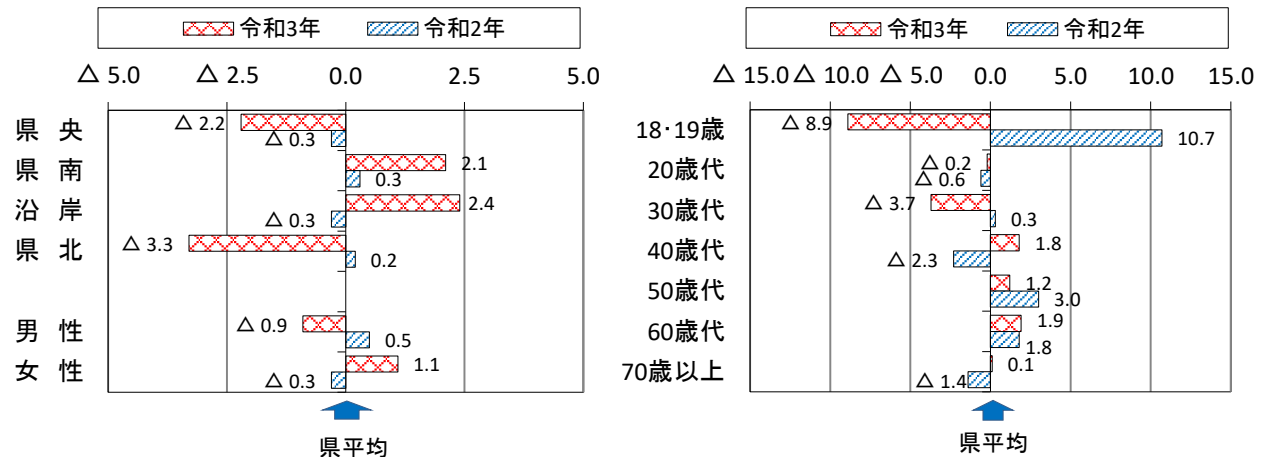 令和3年 令和2年
△ 5.0 △ 2.5 0.0 2.5 5.0
県 央 △ 2.2
△ 0.3
県 南 2.1
0.3
沿 岸 2.4
△ 0.3
県 北 △ 3.3
0.2
男 性 △ 0.9
0.5
女 性 1.1
△ 0.3
県平均
令和3年 令和2年
△ 15.0 △ 10.0 △ 5.0 0.0 5.0 10.0 15.0
18･19歳 △ 8.9
10.7
20歳代 △ 0.2
△ 0.6
30歳代 △ 3.7
0.3
40歳代 1.8
△ 2.3
50歳代 1.2
3.0
60歳代 1.9
1.8
70歳以上 0.1
△ 1.4
県平均